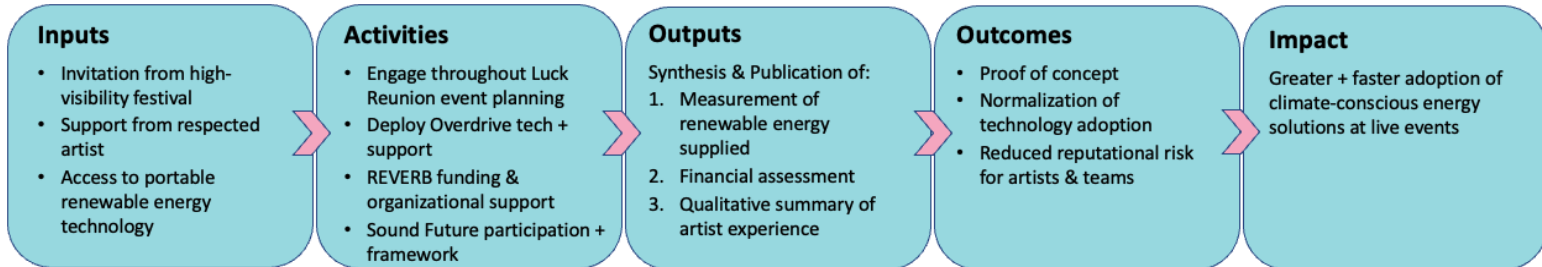 Inputs
• Invitation from high-
visibility festival
• Support from respected
artist
• Access to portable
renewable energy
technology
Activities
• Engage throughout Luck
Reunion event planning
• Deploy Overdrive tech +
support
• REVERB funding &
organizational support
• Sound Future participation +
framework
Outputs
Synthesis & Publication of:
1. Measurement of
renewable energy
supplied
2. Financial assessment
3. Qualitative summary of
artist experience
Outcomes
• Proof of concept
• Normalization of
technology adoption
• Reduced reputational risk
for artists & teams
Impact
Greater + faster adoption of
climate-conscious energy
solutions at live events